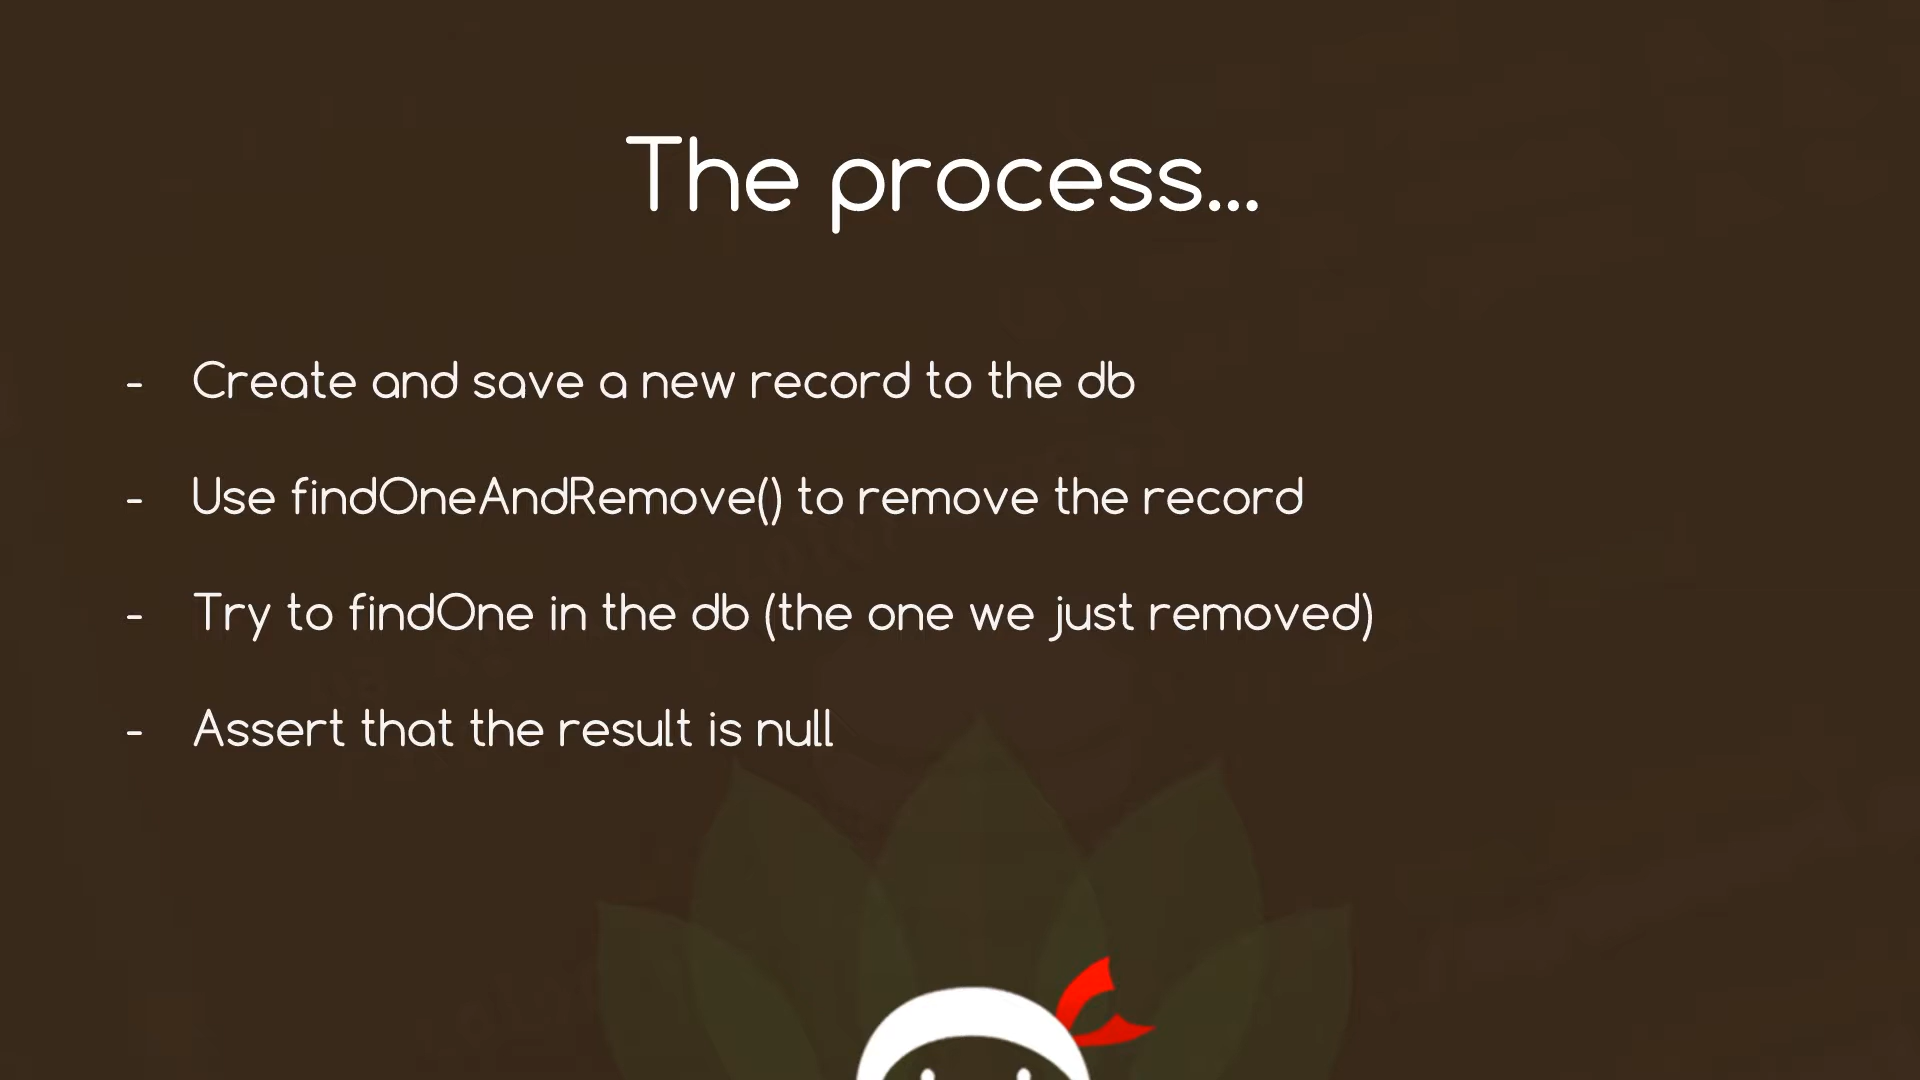 The process...
- Create and save a new record to the db
- Use findOneAndRemove() to remove the record
- Try to findOne in the db (the one we just removed)
- Assert that the result is null